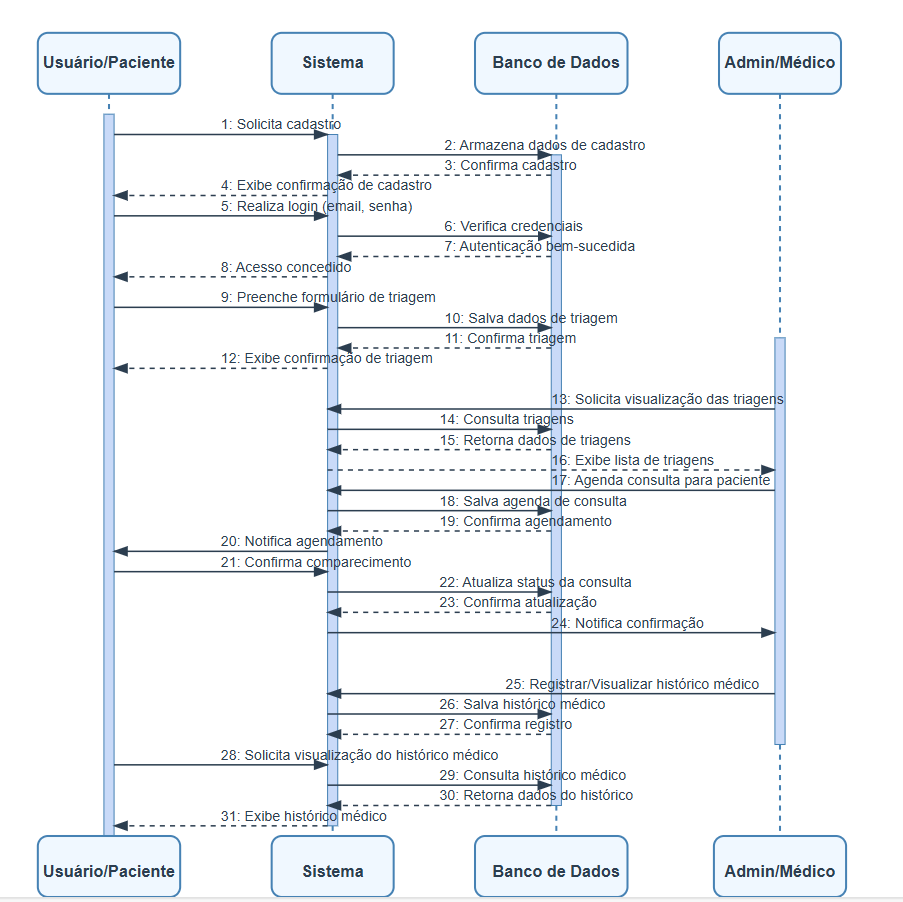 Usuário/Paciente
Sistema
Banco de Dados
Admin/Médico
1: Solicita cadastro
2: Armazena dados de cadastro
3: Confirma cadastro
4: Exibe confirmação de cadastro
5: Realiza login (email, senha)
6: Verifica credenciais
7: Autenticação bem-sucedida
8: Acesso concedido
9: Preenche formulário de triagem
10: Salva dados de triagem
11: Confirma triagem
12: Exibe confirmação de triagem
13: Solicita visualização das triagens
14: Consulta triagens
15: Retorna dados de triagens
16: Exibe lista de triagens
17: Agenda consulta para paciente
18: Salva agenda de consulta
19: Confirma agendamento
20: Notifica agendamento
21: Confirma comparecimento
22: Atualiza status da consulta
23: Confirma atualização
24: Notifica confirmação
25: Registrar/Visualizar histórico médico
26: Salva histórico médico
27: Confirma registro
28: Solicita visualização do histórico médico
29: Consulta histórico médico
30: Retorna dados do histórico
31: Exibe histórico médico
Usuário/Paciente
Sistema
Banco de Dados
Admin/Médico